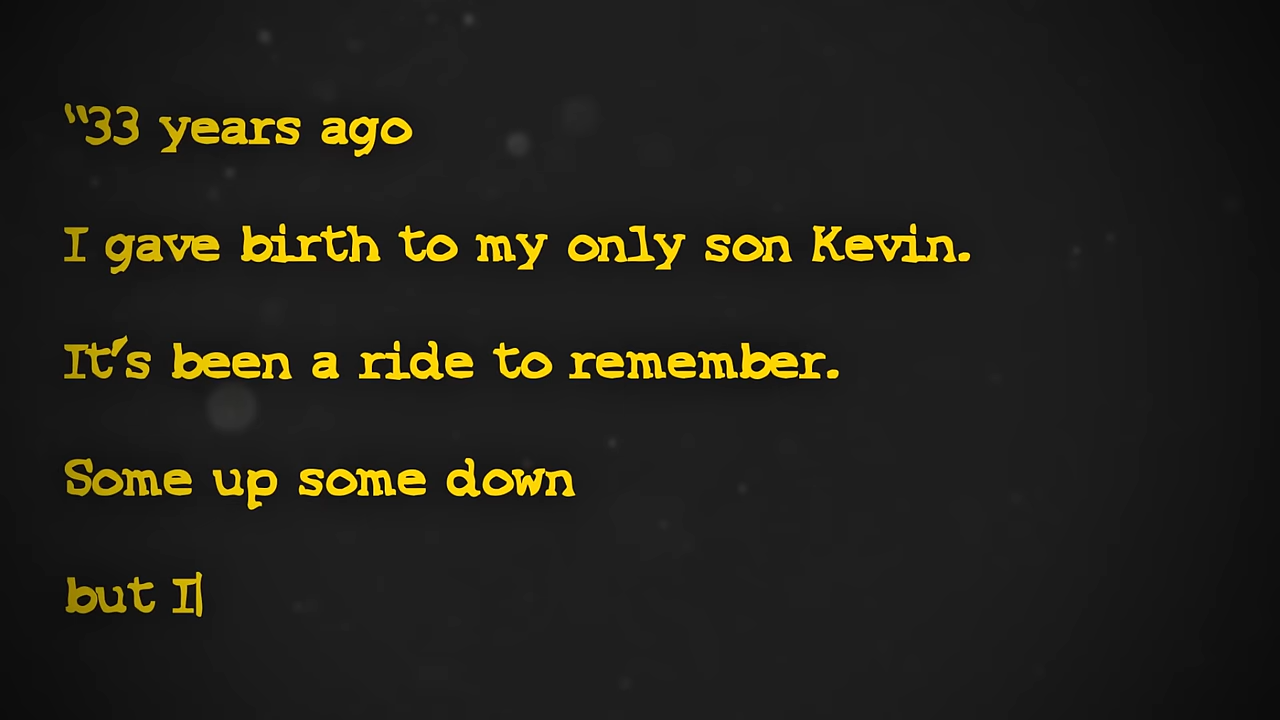 "33 years ago
I gave birth to my only son Kevin.
It's been a ride to remember.
Some up some down
but I